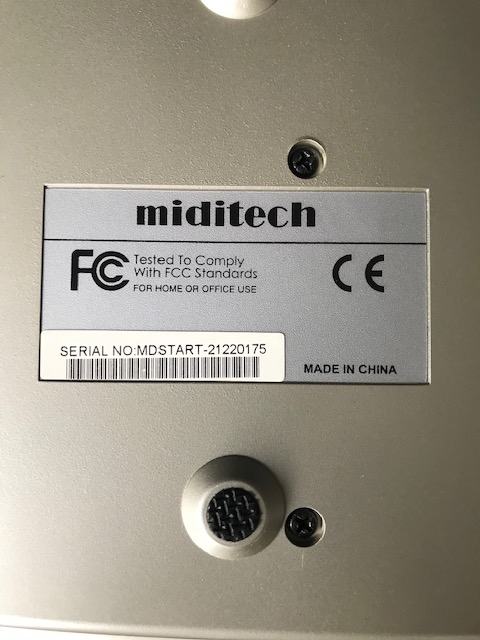 miditech
FC Tested To Comply
With FCC Standards
FOR HOME OR OFFICE USE
CE
SERIAL NO:MDSTART-21220175
MADE IN CHINA